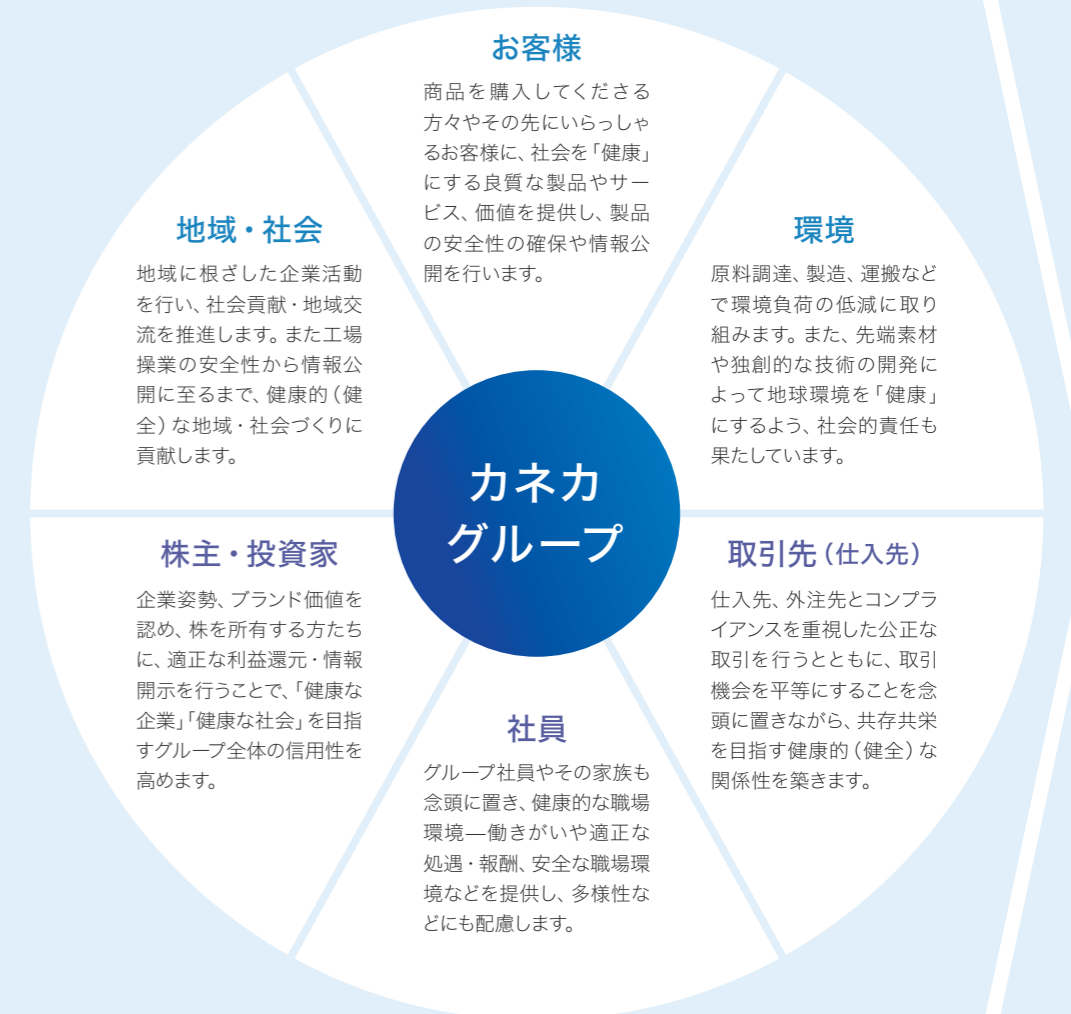 お客様
商品を購入してくださる
方々やその先にいらっしゃ
るお客様に、社会を「健康」
にする良質な製品やサー
ビス、価値を提供し、製品
の安全性の確保や情報公
開を行います。
環境
原料調達、製造、運搬など
で環境負荷の低減に取り
組みます。また、先端素材
や独創的な技術の開発に
よって地球環境を「健康」
にするよう、社会的責任も
果たしています。
取引先(仕入先)
仕入先、外注先とコンプラ
イアンスを重視した公正な
取引を行うとともに、取引
機会を平等にすることを念
頭に置きながら、共存共栄
を目指す健康的(健全)な
関係性を築きます。
社員
グループ社員やその家族も
念頭に置き、健康的な職場
環境―働きがいや適正な
処遇・報酬、安全な職場環
境などを提供し、多様性な
どにも配慮します。
株主・投資家
企業姿勢、ブランド価値を
認め、株を所有する方たち
に、適正な利益還元・情報
開示を行うことで、「健康な
企業」「健康な社会」を目指
すグループ全体の信用性を
高めます。
地域・社会
地域に根ざした企業活動
を行い、社会貢献・地域交
流を推進します。また工場
操業の安全性から情報公
開に至るまで、健康的(健
全)な地域・社会づくりに
貢献します。
カネカ
グループ